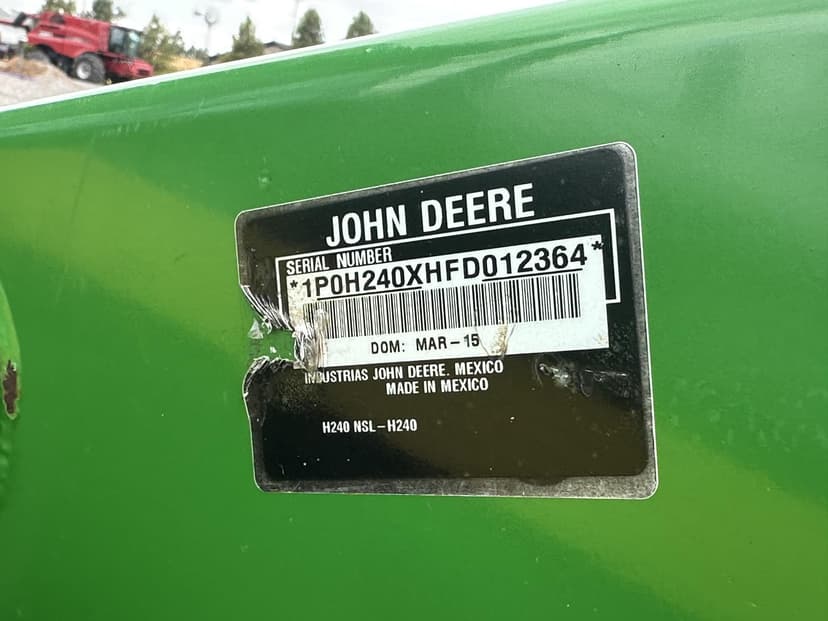 JOHN DEERE
SERIAL NUMBER
*1P0H240XHFD012364*
DOM: MAR-15
INDUSTRIAS JOHN DEERE. MEXICO
MADE IN MEXICO
H240 NSL-H240